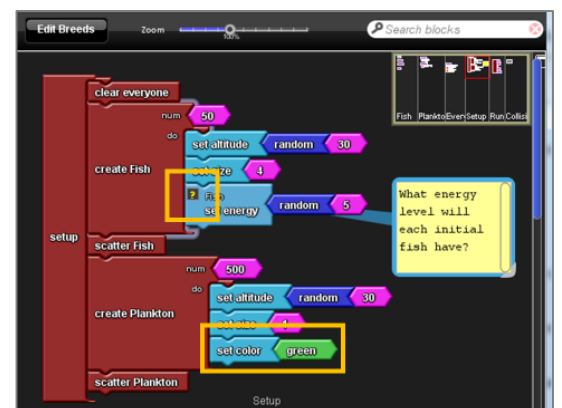 Edit Breeds
Zoom
100%
Search blocks
Fish Plankto Every Setup Run Collisi
clear everyone
num 50
do
set altitude random 30
create Fish
set size 4
?
Fish
set energy random 5
What energy
level will
each initial
fish have?
setup
scatter Fish
num 500
do
set altitude random 30
create Plankton
set size
set color green
scatter Plankton
Setup